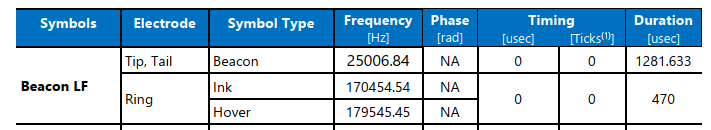 Symbols Electrode Symbol Type Frequency [Hz] Phase [rad] Timing [usec] [Ticks(1)] Duration [usec]
Tip, Tail Beacon 25006.84 NA 0 0 1281.633
Beacon LF Ring Ink 170454.54 NA 0 0 470
Hover 179545.45 NA